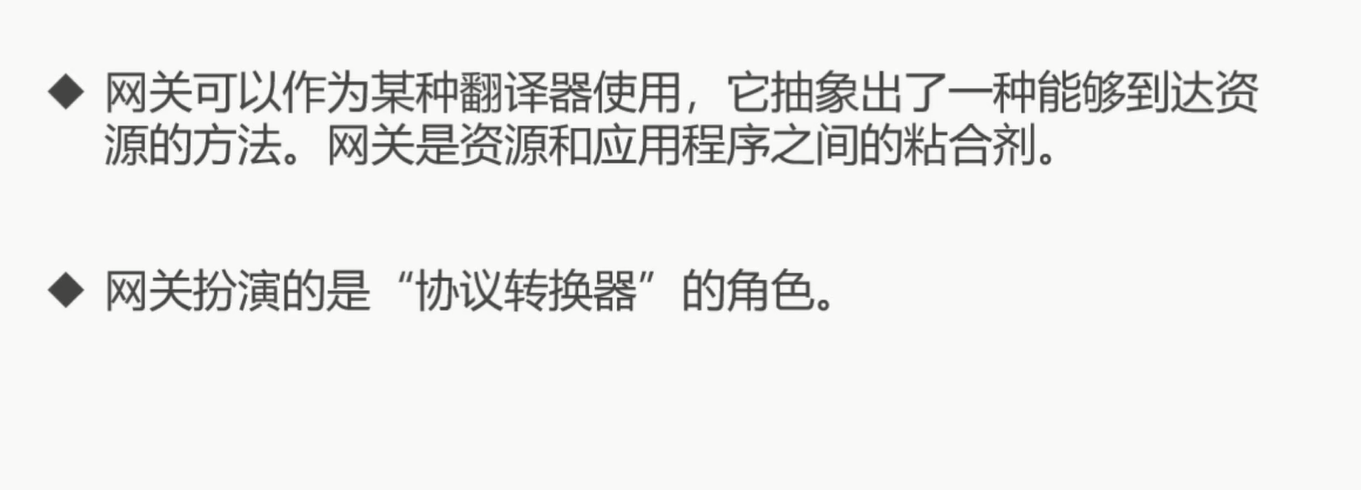 ◆ 网关可以作为某种翻译器使用，它抽象出了一种能够到达资
源的方法。网关是资源和应用程序之间的粘合剂。
◆ 网关扮演的是“协议转换器”的角色。